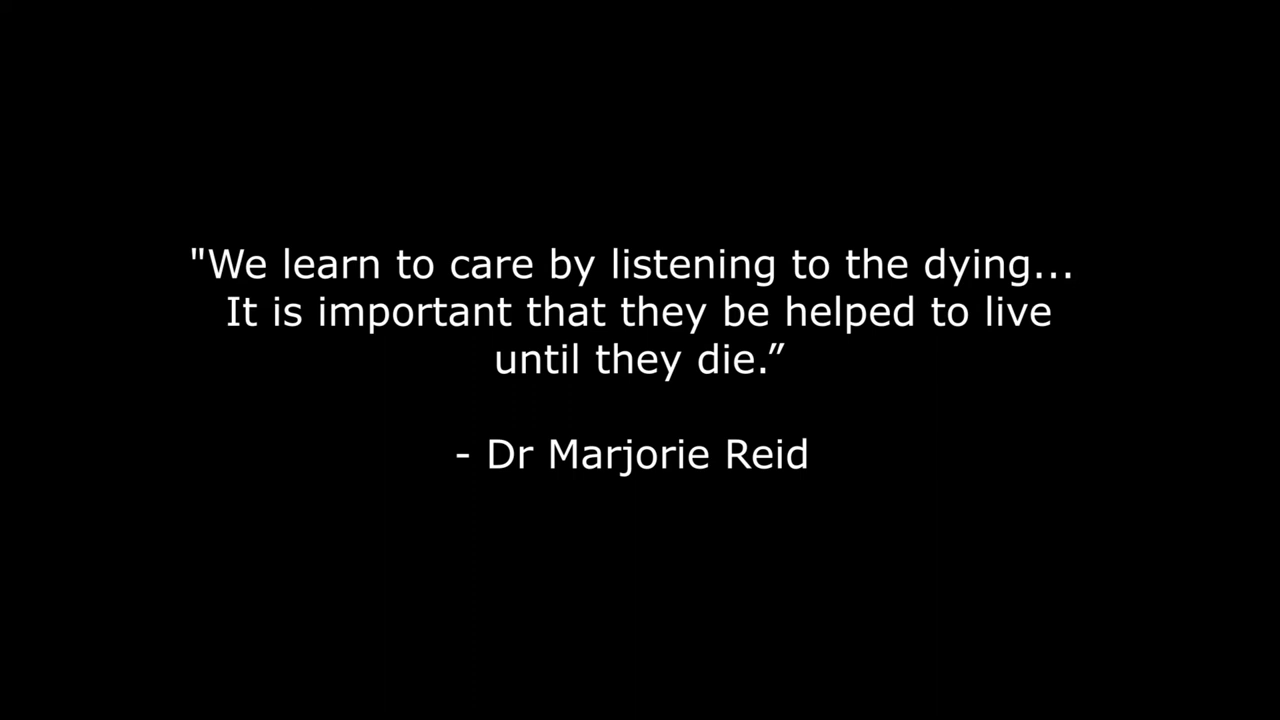 "We learn to care by listening to the dying...
It is important that they be helped to live
until they die.”
- Dr Marjorie Reid